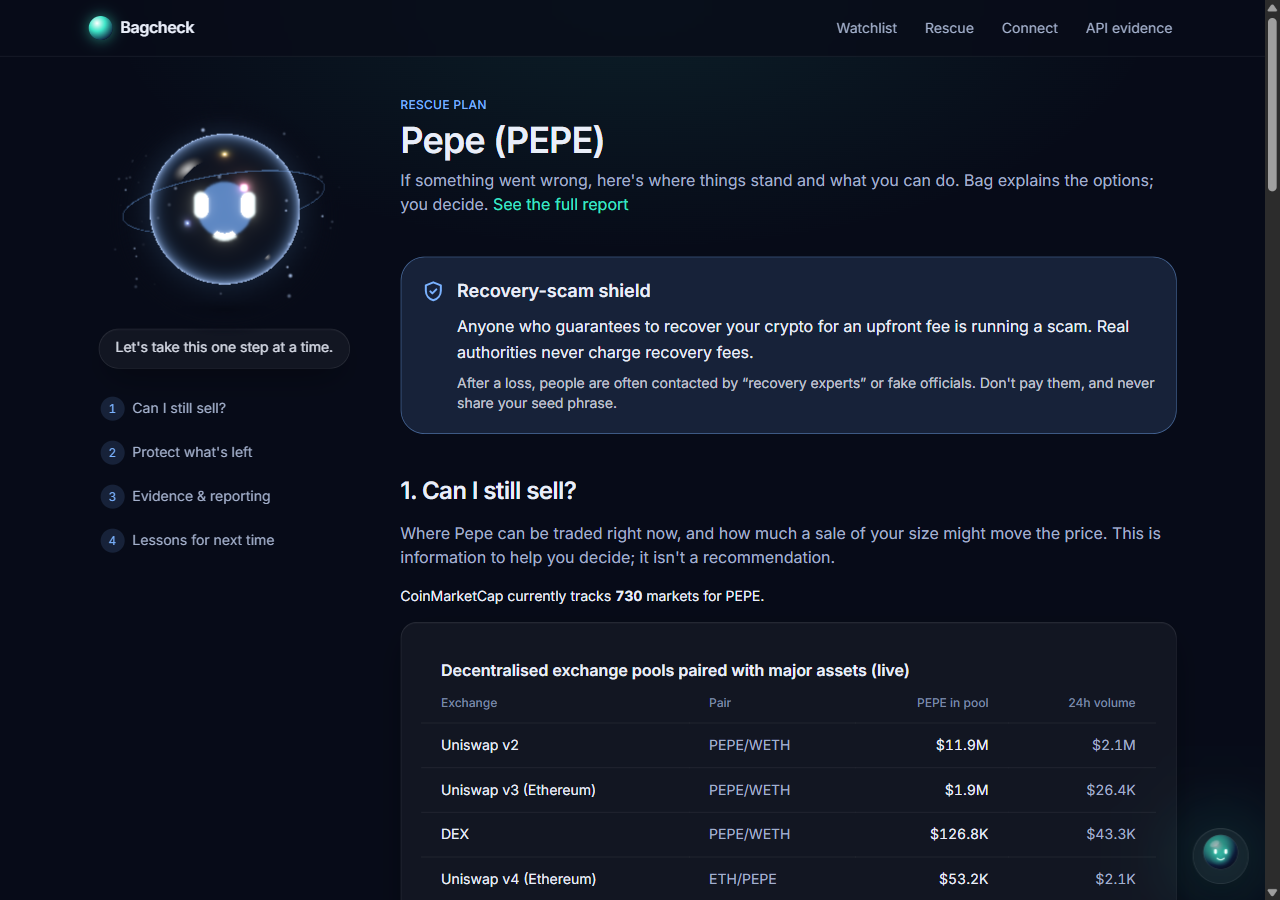 Bagcheck
Watchlist
Rescue
Connect
API evidence
RESCUE PLAN
Pepe (PEPE)
If something went wrong, here's where things stand and what you can do. Bag explains the options;
you decide. See the full report
Let's take this one step at a time.
1 Can I still sell?
2 Protect what's left
3 Evidence & reporting
4 Lessons for next time
Recovery-scam shield
Anyone who guarantees to recover your crypto for an upfront fee is running a scam. Real
authorities never charge recovery fees.
After a loss, people are often contacted by “recovery experts” or fake officials. Don't pay them, and never
share your seed phrase.
1. Can I still sell?
Where Pepe can be traded right now, and how much a sale of your size might move the price. This is
information to help you decide; it isn't a recommendation.
CoinMarketCap currently tracks 730 markets for PEPE.
Decentralised exchange pools paired with major assets (live)
Exchange Pair PEPE in pool 24h volume
Uniswap v2 PEPE/WETH $11.9M $2.1M
Uniswap v3 (Ethereum) PEPE/WETH $1.9M $26.4K
DEX PEPE/WETH $126.8K $43.3K
Uniswap v4 (Ethereum) ETH/PEPE $53.2K $2.1K